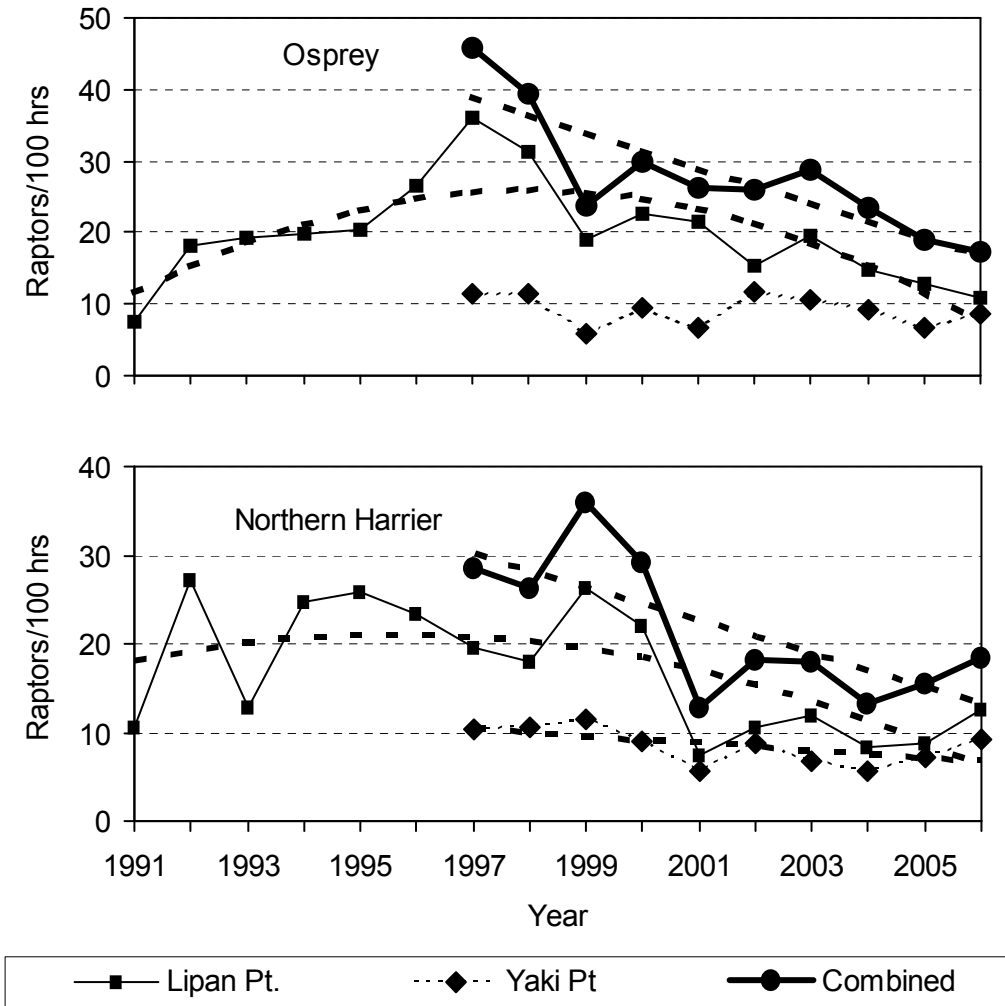 Osprey
Raptors/100 hrs
50
40
30
20
10
0
Northern Harrier
Raptors/100 hrs
40
30
20
10
0
1991 1993 1995 1997 1999 2001 2003 2005
Year
Lipan Pt. Yaki Pt Combined